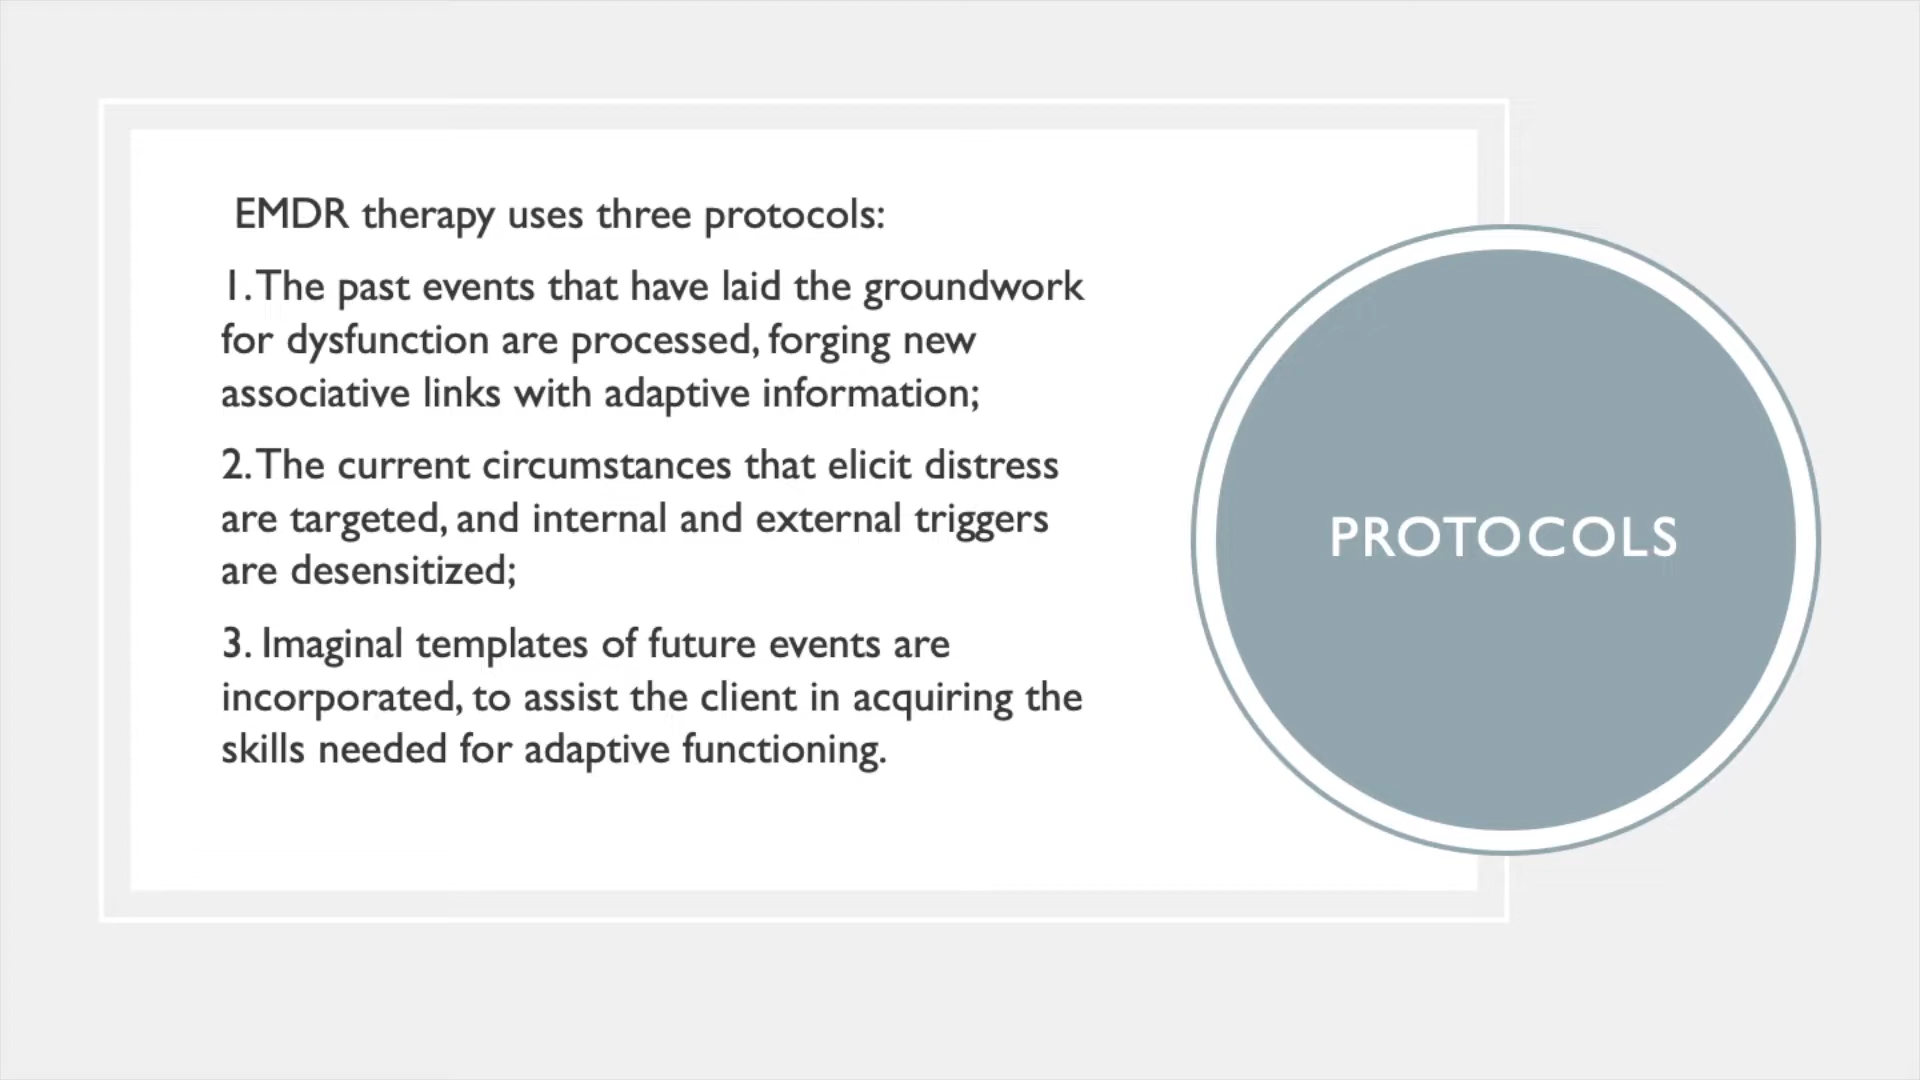 EMDR therapy uses three protocols:
1. The past events that have laid the groundwork
for dysfunction are processed, forging new
associative links with adaptive information;
2. The current circumstances that elicit distress
are targeted, and internal and external triggers
are desensitized;
3. Imaginal templates of future events are
incorporated, to assist the client in acquiring the
skills needed for adaptive functioning.
PROTOCOLS